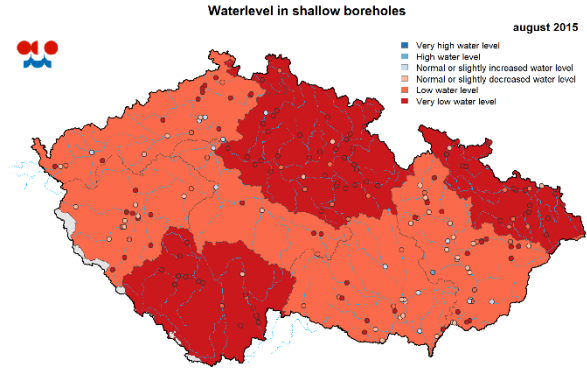 Waterlevel in shallow boreholes
august 2015
Very high water level
High water level
Normal or slightly increased water level
Normal or slightly decreased water level
Low water level
Very low water level